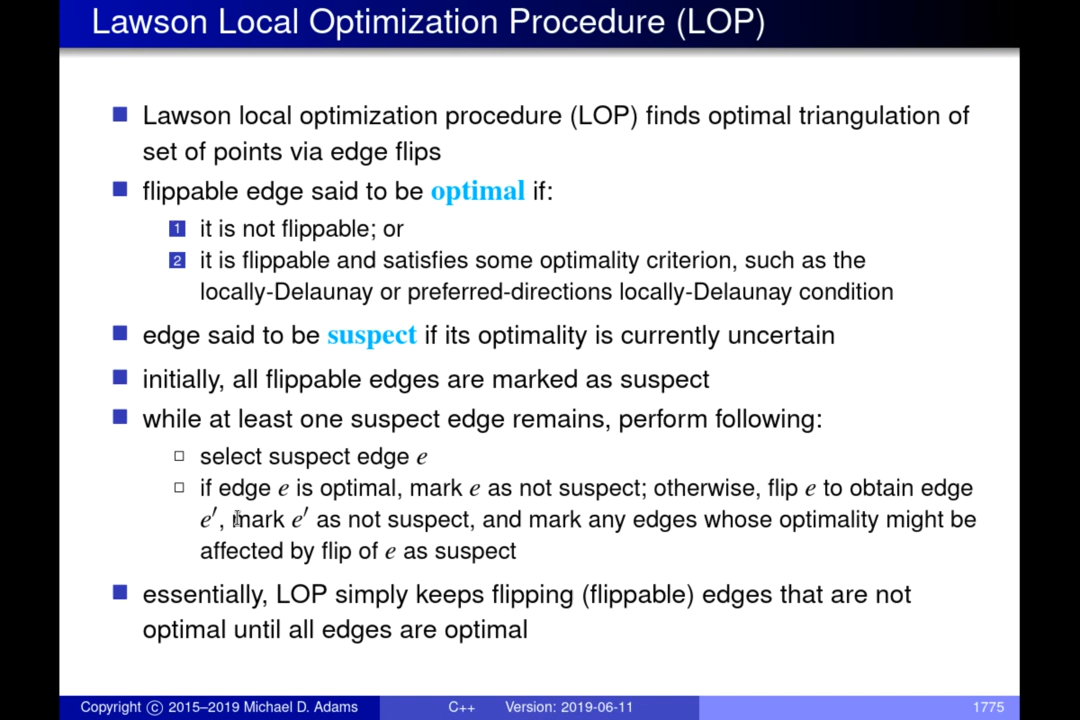 Lawson Local Optimization Procedure (LOP)
Lawson local optimization procedure (LOP) finds optimal triangulation of
set of points via edge flips
flippable edge said to be optimal if:
1 it is not flippable; or
2 it is flippable and satisfies some optimality criterion, such as the
locally-Delaunay or preferred-directions locally-Delaunay condition
edge said to be suspect if its optimality is currently uncertain
initially, all flippable edges are marked as suspect
while at least one suspect edge remains, perform following:
select suspect edge e
if edge e is optimal, mark e as not suspect; otherwise, flip e to obtain edge
e′, mark e′ as not suspect, and mark any edges whose optimality might be
affected by flip of e as suspect
essentially, LOP simply keeps flipping (flippable) edges that are not
optimal until all edges are optimal
Copyright © 2015–2019 Michael D. Adams C++ Version: 2019-06-11 1775